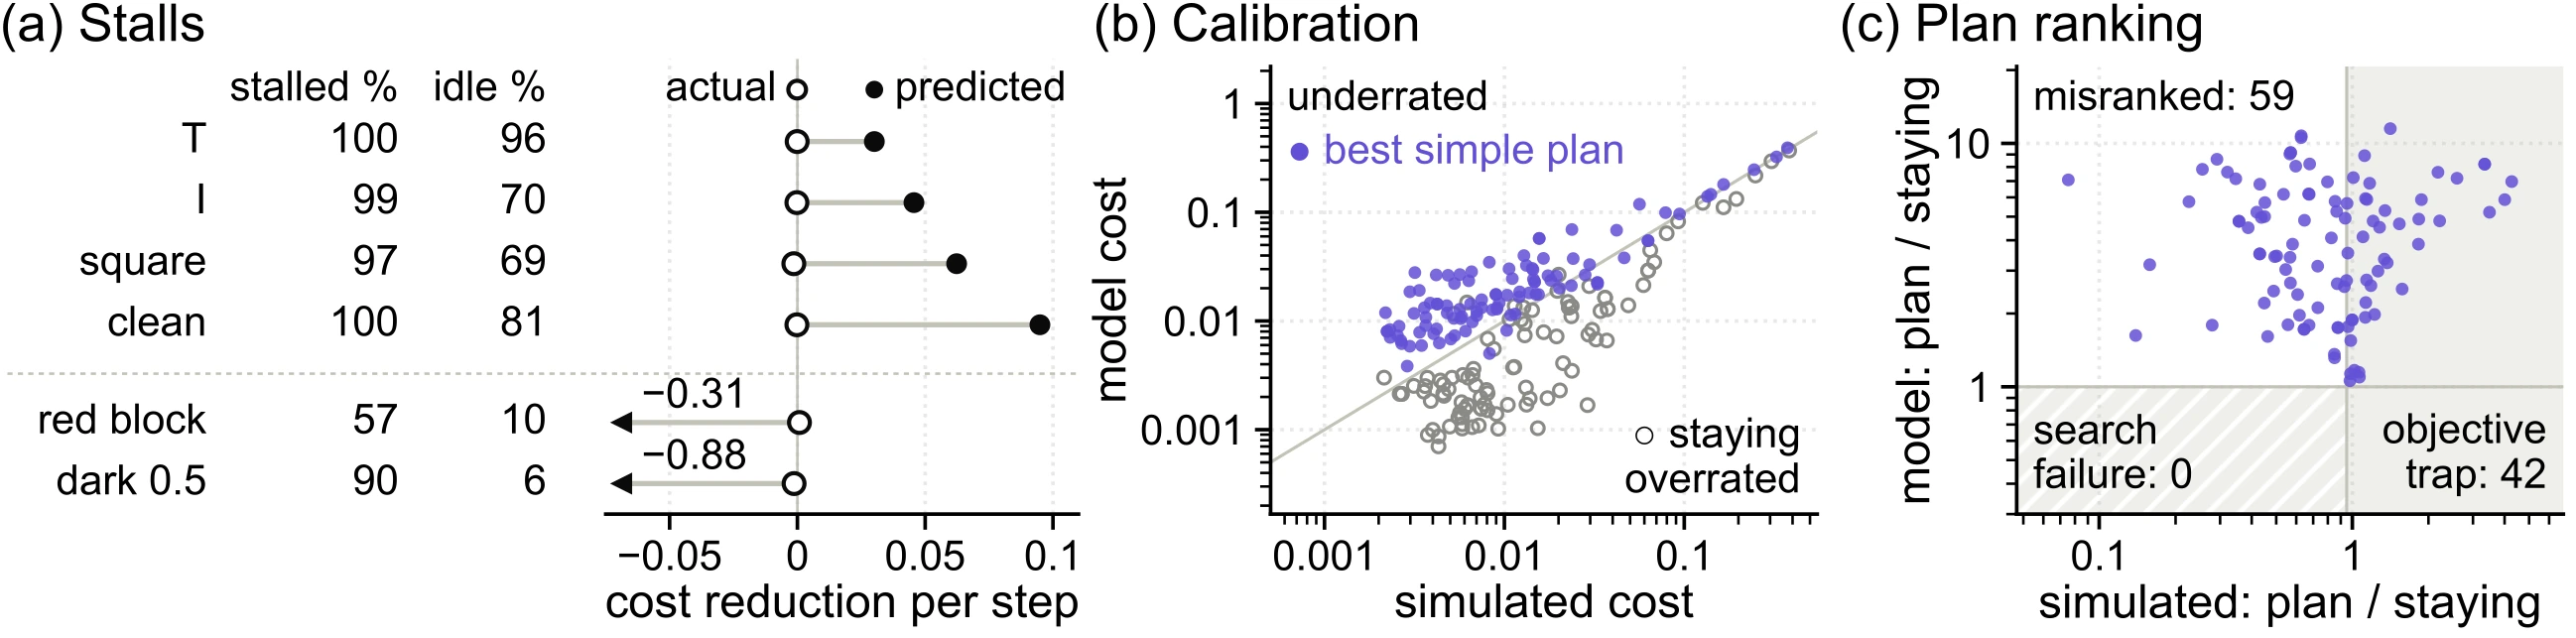 (a) Stalls
stalled % idle % actual predicted
T 100 96
I 99 70
square 97 69
clean 100 81
red block 57 10 −0.31
dark 0.5 90 6 −0.88
−0.05 0 0.05 0.1
cost reduction per step
(b) Calibration
model cost
1
0.1
0.01
0.001
underrated
best simple plan
staying
overrated
0.001 0.01 0.1
simulated cost
(c) Plan ranking
model: plan / staying
10
1
misranked: 59
search
failure: 0
objective
trap: 42
0.1 1
simulated: plan / staying